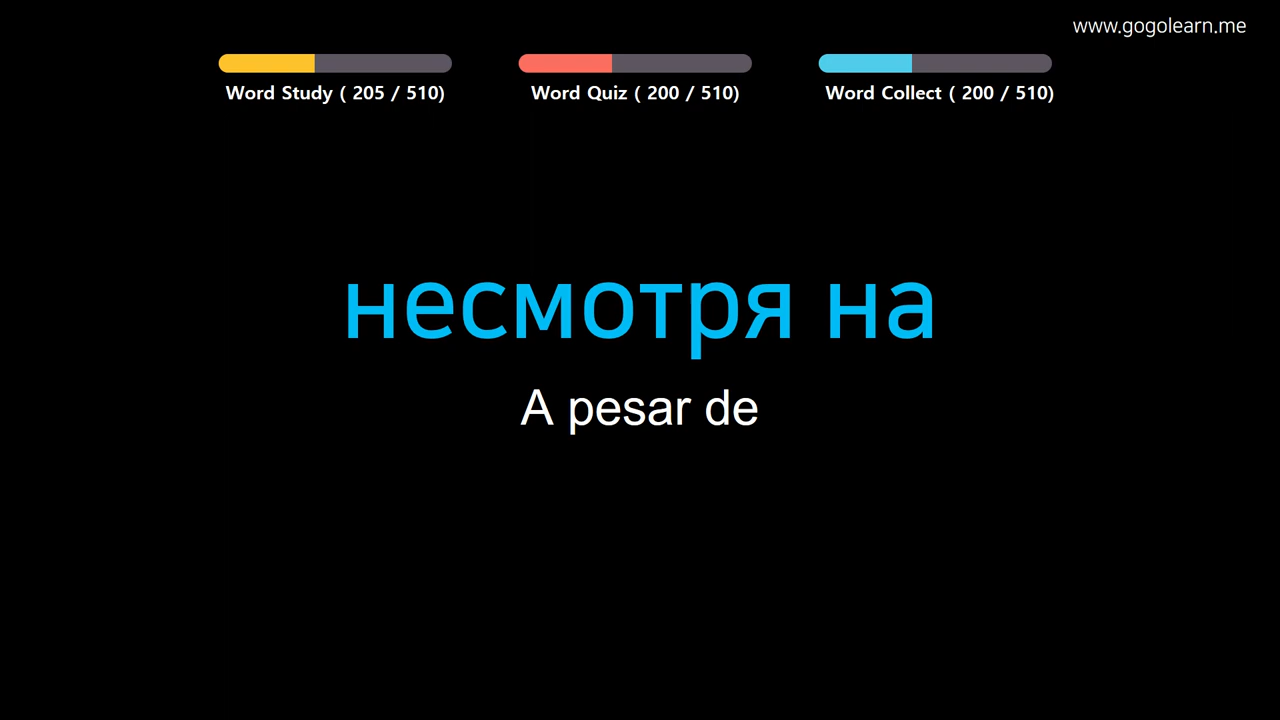 www.gogolearn.me
Word Study ( 205 / 510)
Word Quiz ( 200 / 510)
Word Collect ( 200 / 510)
несмотря на
A pesar de